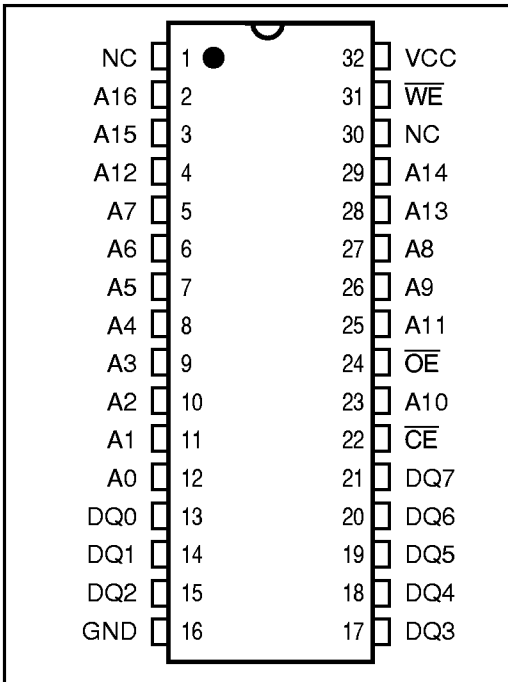 NC 1 32 VCC
A16 2 31 W̅E̅
A15 3 30 NC
A12 4 29 A14
A7 5 28 A13
A6 6 27 A8
A5 7 26 A9
A4 8 25 A11
A3 9 24 O̅E̅
A2 10 23 A10
A1 11 22 C̅E̅
A0 12 21 DQ7
DQ0 13 20 DQ6
DQ1 14 19 DQ5
DQ2 15 18 DQ4
GND 16 17 DQ3